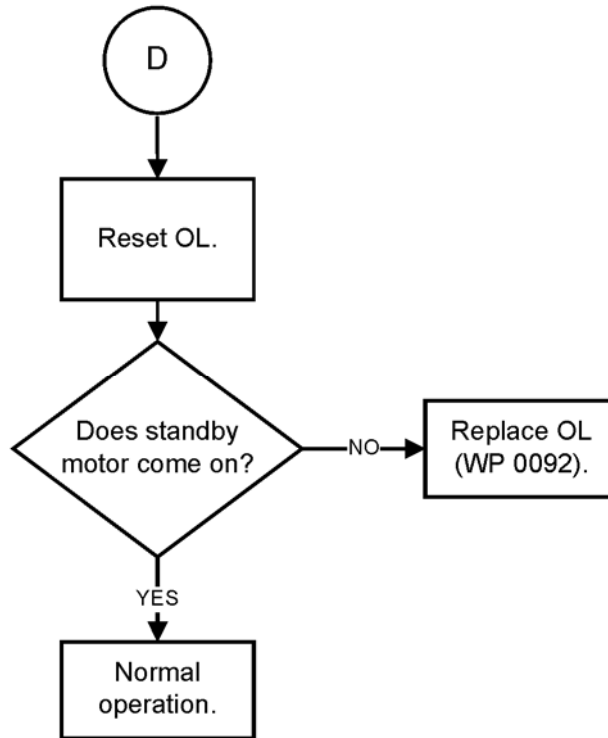 D
Reset OL.
Does standby
motor come on?
NO
Replace OL
(WP 0092).
YES
Normal
operation.